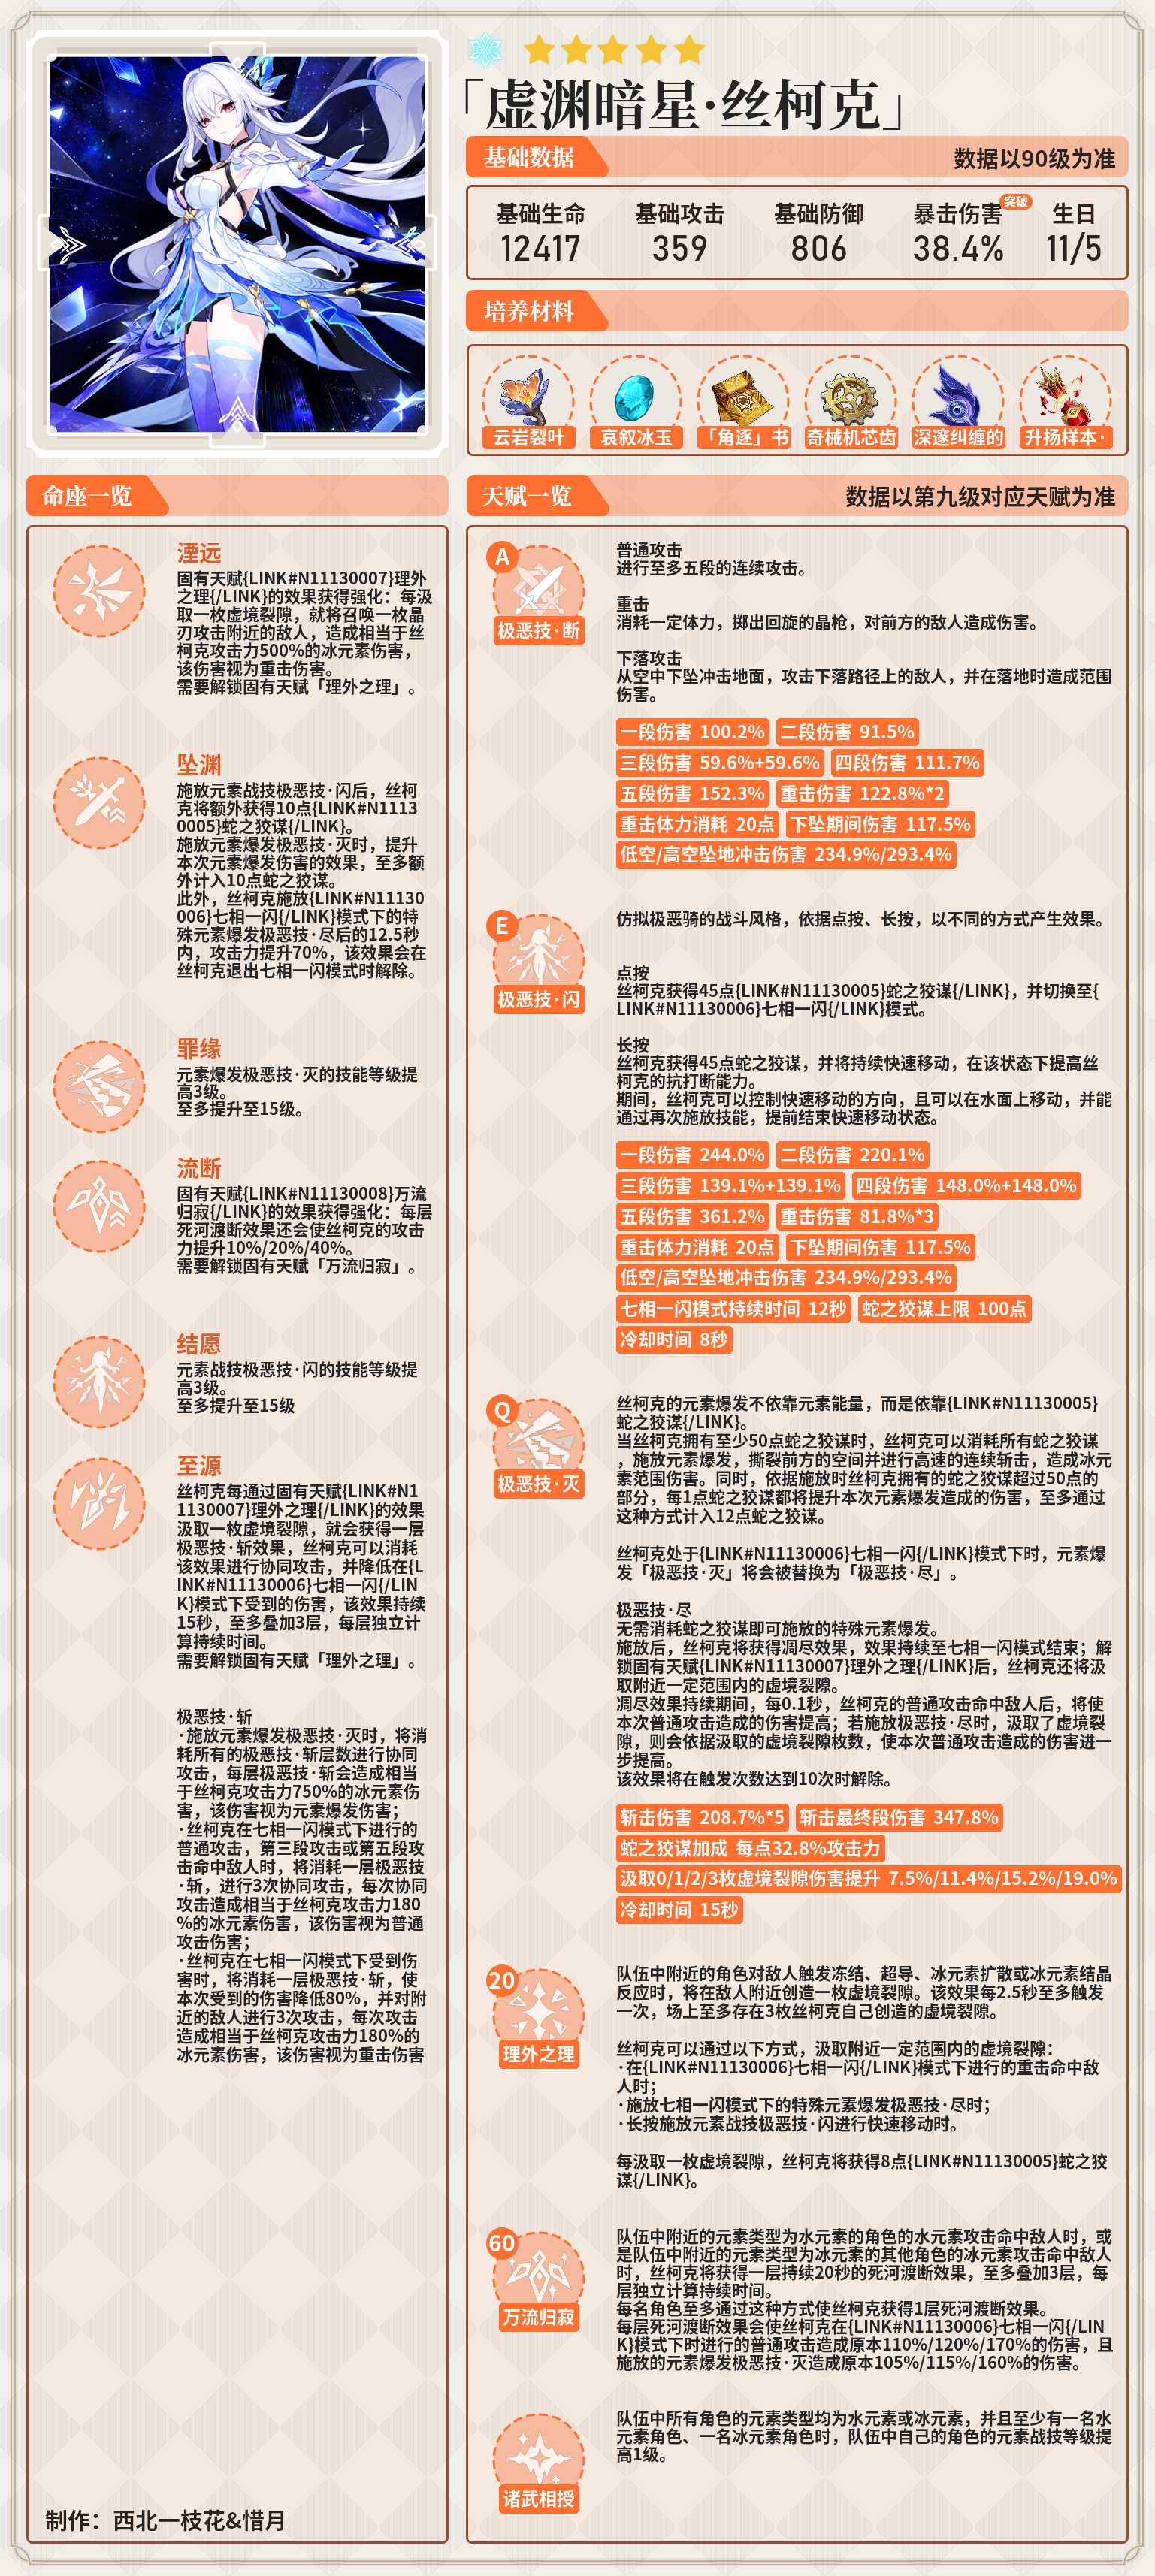 「虚渊暗星·丝柯克」
基础数据
数据以90级为准
基础生命
12417
基础攻击
359
基础防御
806
暴击伤害
突破
38.4%
生日
11/5
培养材料
云岩裂叶
哀叙冰玉
「角逐」书
奇械机芯齿
深邃纠缠的
升扬样本·
命座一览
湮远
固有天赋{LINK#N11130007}理外
之理{/LINK}的效果获得强化：每汲
取一枚虚境裂隙，就将召唤一枚晶
刃攻击附近的敌人，造成相当于丝
柯克攻击力500%的冰元素伤害，
该伤害视为重击伤害。
需要解锁固有天赋「理外之理」。
坠渊
施放元素战技极恶技·闪后，丝柯
克将额外获得10点{LINK#N1113
0005}蛇之狡谋{/LINK}。
施放元素爆发极恶技·灭时，提升
本次元素爆发伤害的效果，至多额
外计入10点蛇之狡谋。
此外，丝柯克施放{LINK#N11130
006}七相一闪{/LINK}模式下的特
殊元素爆发极恶技·尽后的12.5秒
内，攻击力提升70%，该效果会在
丝柯克退出七相一闪模式时解除。
罪缘
元素爆发极恶技·灭的技能等级提
高3级。
至多提升至15级。
流断
固有天赋{LINK#N11130008}万流
归寂{/LINK}的效果获得强化：每层
死河渡断效果还会使丝柯克的攻击
力提升10%/20%/40%。
需要解锁固有天赋「万流归寂」。
结愿
元素战技极恶技·闪的技能等级提
高3级。
至多提升至15级
至源
丝柯克每通过固有天赋{LINK#N1
1130007}理外之理{/LINK}的效果
汲取一枚虚境裂隙，就会获得一层
极恶技·斩效果，丝柯克可以消耗
该效果进行协同攻击，并降低在{L
INK#N11130006}七相一闪{/LIN
K}模式下受到的伤害，该效果持续
15秒，至多叠加3层，每层独立计
算持续时间。
需要解锁固有天赋「理外之理」。
极恶技·斩
·施放元素爆发极恶技·灭时，将消
耗所有的极恶技·斩层数进行协同
攻击，每层极恶技·斩会造成相当
于丝柯克攻击力750%的冰元素伤
害，该伤害视为元素爆发伤害；
·丝柯克在七相一闪模式下进行的
普通攻击，第三段攻击或第五段攻
击命中敌人时，将消耗一层极恶技
·斩，进行3次协同攻击，每次协同
攻击造成相当于丝柯克攻击力180
%的冰元素伤害，该伤害视为普通
攻击伤害；
·丝柯克在七相一闪模式下受到伤
害时，将消耗一层极恶技·斩，使
本次受到的伤害降低80%，并对附
近的敌人进行3次攻击，每次攻击
造成相当于丝柯克攻击力180%的
冰元素伤害，该伤害视为重击伤害
制作：西北一枝花&惜月
天赋一览
数据以第九级对应天赋为准
A
极恶技·断
普通攻击
进行至多五段的连续攻击。
重击
消耗一定体力，掷出回旋的晶枪，对前方的敌人造成伤害。
下落攻击
从空中下坠冲击地面，攻击下落路径上的敌人，并在落地时造成范围
伤害。
一段伤害 100.2% 二段伤害 91.5%
三段伤害 59.6%+59.6% 四段伤害 111.7%
五段伤害 152.3% 重击伤害 122.8%*2
重击体力消耗 20点 下坠期间伤害 117.5%
低空/高空坠地冲击伤害 234.9%/293.4%
E
极恶技·闪
仿拟极恶骑的战斗风格，依据点按、长按，以不同的方式产生效果。
点按
丝柯克获得45点{LINK#N11130005}蛇之狡谋{/LINK}，并切换至{
LINK#N11130006}七相一闪{/LINK}模式。
长按
丝柯克获得45点蛇之狡谋，并将持续快速移动，在该状态下提高丝
柯克的抗打断能力。
期间，丝柯克可以控制快速移动的方向，且可以在水面上移动，并能
通过再次施放技能，提前结束快速移动状态。
一段伤害 244.0% 二段伤害 220.1%
三段伤害 139.1%+139.1% 四段伤害 148.0%+148.0%
五段伤害 361.2% 重击伤害 81.8%*3
重击体力消耗 20点 下坠期间伤害 117.5%
低空/高空坠地冲击伤害 234.9%/293.4%
七相一闪模式持续时间 12秒 蛇之狡谋上限 100点
冷却时间 8秒
Q
极恶技·灭
丝柯克的元素爆发不依靠元素能量，而是依靠{LINK#N11130005}
蛇之狡谋{/LINK}。
当丝柯克拥有至少50点蛇之狡谋时，丝柯克可以消耗所有蛇之狡谋
，施放元素爆发，撕裂前方的空间并进行高速的连续斩击，造成冰元
素范围伤害。同时，依据施放时丝柯克拥有的蛇之狡谋超过50点的
部分，每1点蛇之狡谋都将提升本次元素爆发造成的伤害，至多通过
这种方式计入12点蛇之狡谋。
丝柯克处于{LINK#N11130006}七相一闪{/LINK}模式下时，元素爆
发「极恶技·灭」将会被替换为「极恶技·尽」。
极恶技·尽
无需消耗蛇之狡谋即可施放的特殊元素爆发。
施放后，丝柯克将获得凋尽效果，效果持续至七相一闪模式结束；解
锁固有天赋{LINK#N11130007}理外之理{/LINK}后，丝柯克还将汲
取附近一定范围内的虚境裂隙。
凋尽效果持续期间，每0.1秒，丝柯克的普通攻击命中敌人后，将使
本次普通攻击造成的伤害提高；若施放极恶技·尽时，汲取了虚境裂
隙，则会依据汲取的虚境裂隙枚数，使本次普通攻击造成的伤害进一
步提高。
该效果将在触发次数达到10次时解除。
斩击伤害 208.7%*5 斩击最终段伤害 347.8%
蛇之狡谋加成 每点32.8%攻击力
汲取0/1/2/3枚虚境裂隙伤害提升 7.5%/11.4%/15.2%/19.0%
冷却时间 15秒
20
理外之理
队伍中附近的角色对敌人触发冻结、超导、冰元素扩散或冰元素结晶
反应时，将在敌人附近创造一枚虚境裂隙。该效果每2.5秒至多触发
一次，场上至多存在3枚丝柯克自己创造的虚境裂隙。
丝柯克可以通过以下方式，汲取附近一定范围内的虚境裂隙：
·在{LINK#N11130006}七相一闪{/LINK}模式下进行的重击命中敌
人时；
·施放七相一闪模式下的特殊元素爆发极恶技·尽时；
·长按施放元素战技极恶技·闪进行快速移动时。
每汲取一枚虚境裂隙，丝柯克将获得8点{LINK#N11130005}蛇之狡
谋{/LINK}。
60
万流归寂
队伍中附近的元素类型为水元素的角色的水元素攻击命中敌人时，或
是队伍中附近的元素类型为冰元素的其他角色的冰元素攻击命中敌人
时，丝柯克将获得一层持续20秒的死河渡断效果，至多叠加3层，每
层独立计算持续时间。
每名角色至多通过这种方式使丝柯克获得1层死河渡断效果。
每层死河渡断效果会使丝柯克在{LINK#N11130006}七相一闪{/LIN
K}模式下时进行的普通攻击造成原本110%/120%/170%的伤害，且
施放的元素爆发极恶技·灭造成原本105%/115%/160%的伤害。
诸武相授
队伍中所有角色的元素类型均为水元素或冰元素，并且至少有一名水
元素角色、一名冰元素角色时，队伍中自己的角色的元素战技等级提
高1级。